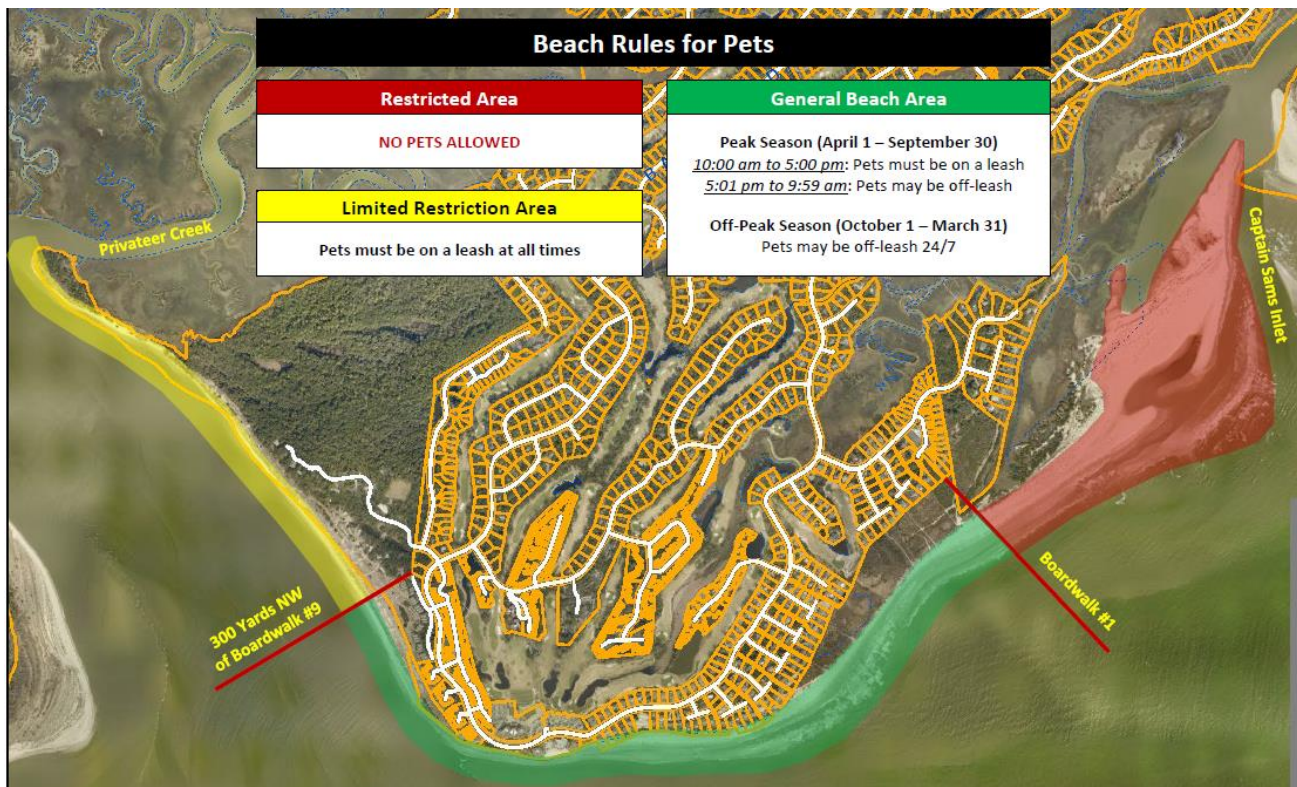 Beach Rules for Pets
Restricted Area
NO PETS ALLOWED
Limited Restriction Area
Pets must be on a leash at all times
General Beach Area
Peak Season (April 1 – September 30)
10:00 am to 5:00 pm: Pets must be on a leash
5:01 pm to 9:59 am: Pets may be off-leash
Off-Peak Season (October 1 – March 31)
Pets may be off-leash 24/7
Privateer Creek
Captain Sams Inlet
300 Yards NW
of Boardwalk #9
Boardwalk #1